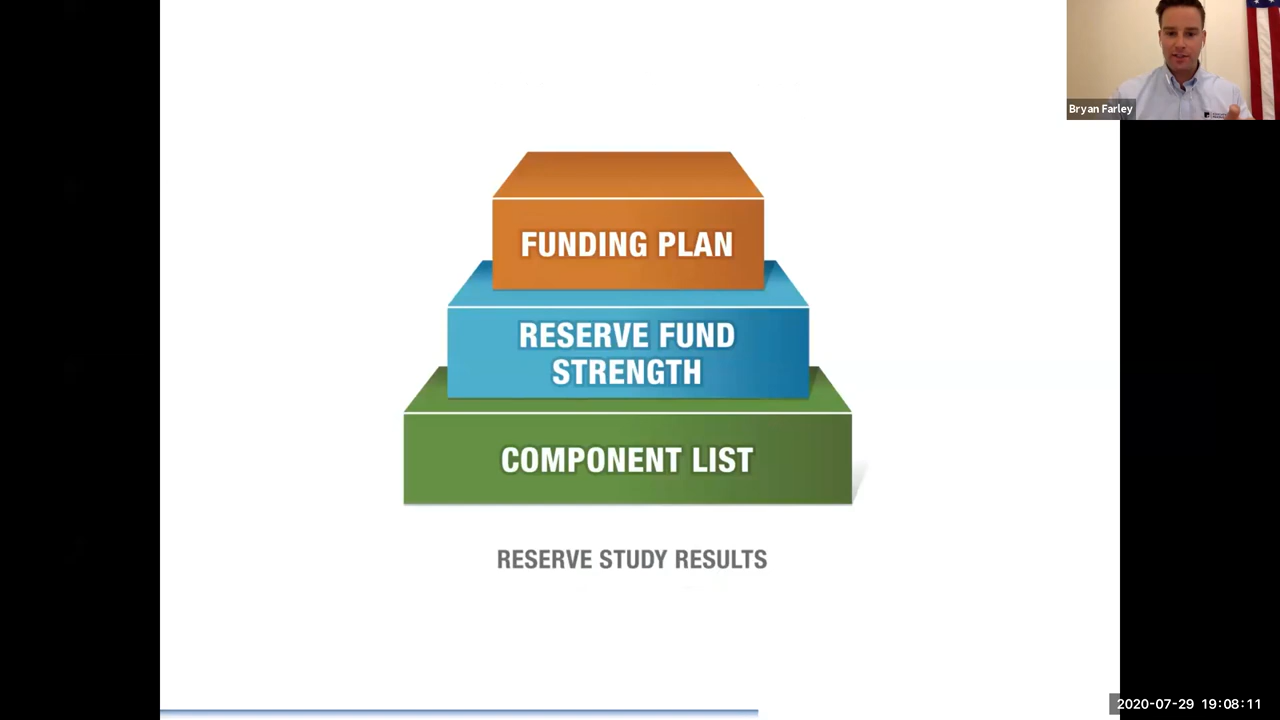 Bryan Farley
FUNDING PLAN
RESERVE FUND
STRENGTH
COMPONENT LIST
RESERVE STUDY RESULTS
2020-07-29 19:08:11